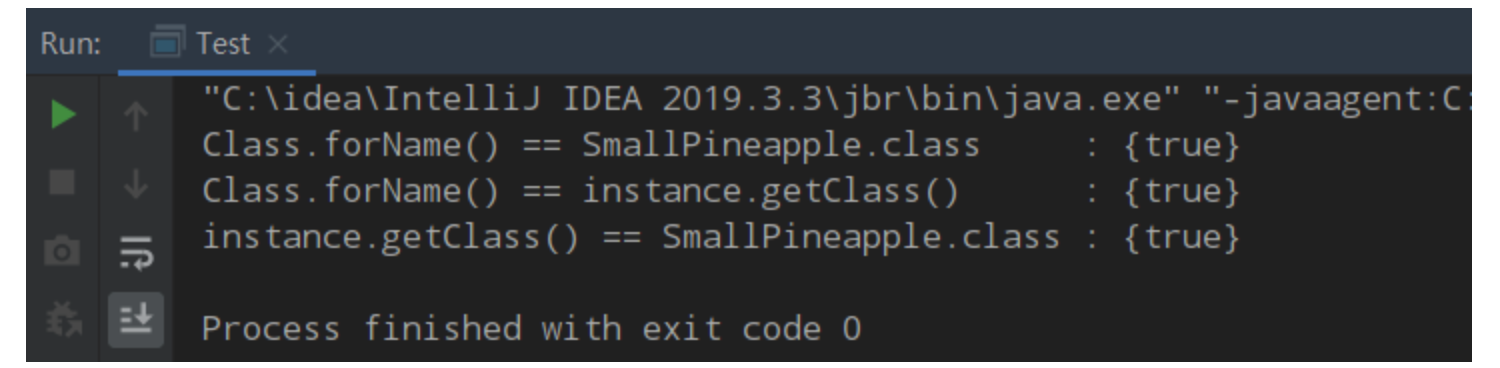 Run: Test ×
"C:\idea\IntelliJ IDEA 2019.3.3\jbr\bin\java.exe" "-javaagent:C:
Class.forName() == SmallPineapple.class     : {true}
Class.forName() == instance.getClass()      : {true}
instance.getClass() == SmallPineapple.class : {true}
Process finished with exit code 0